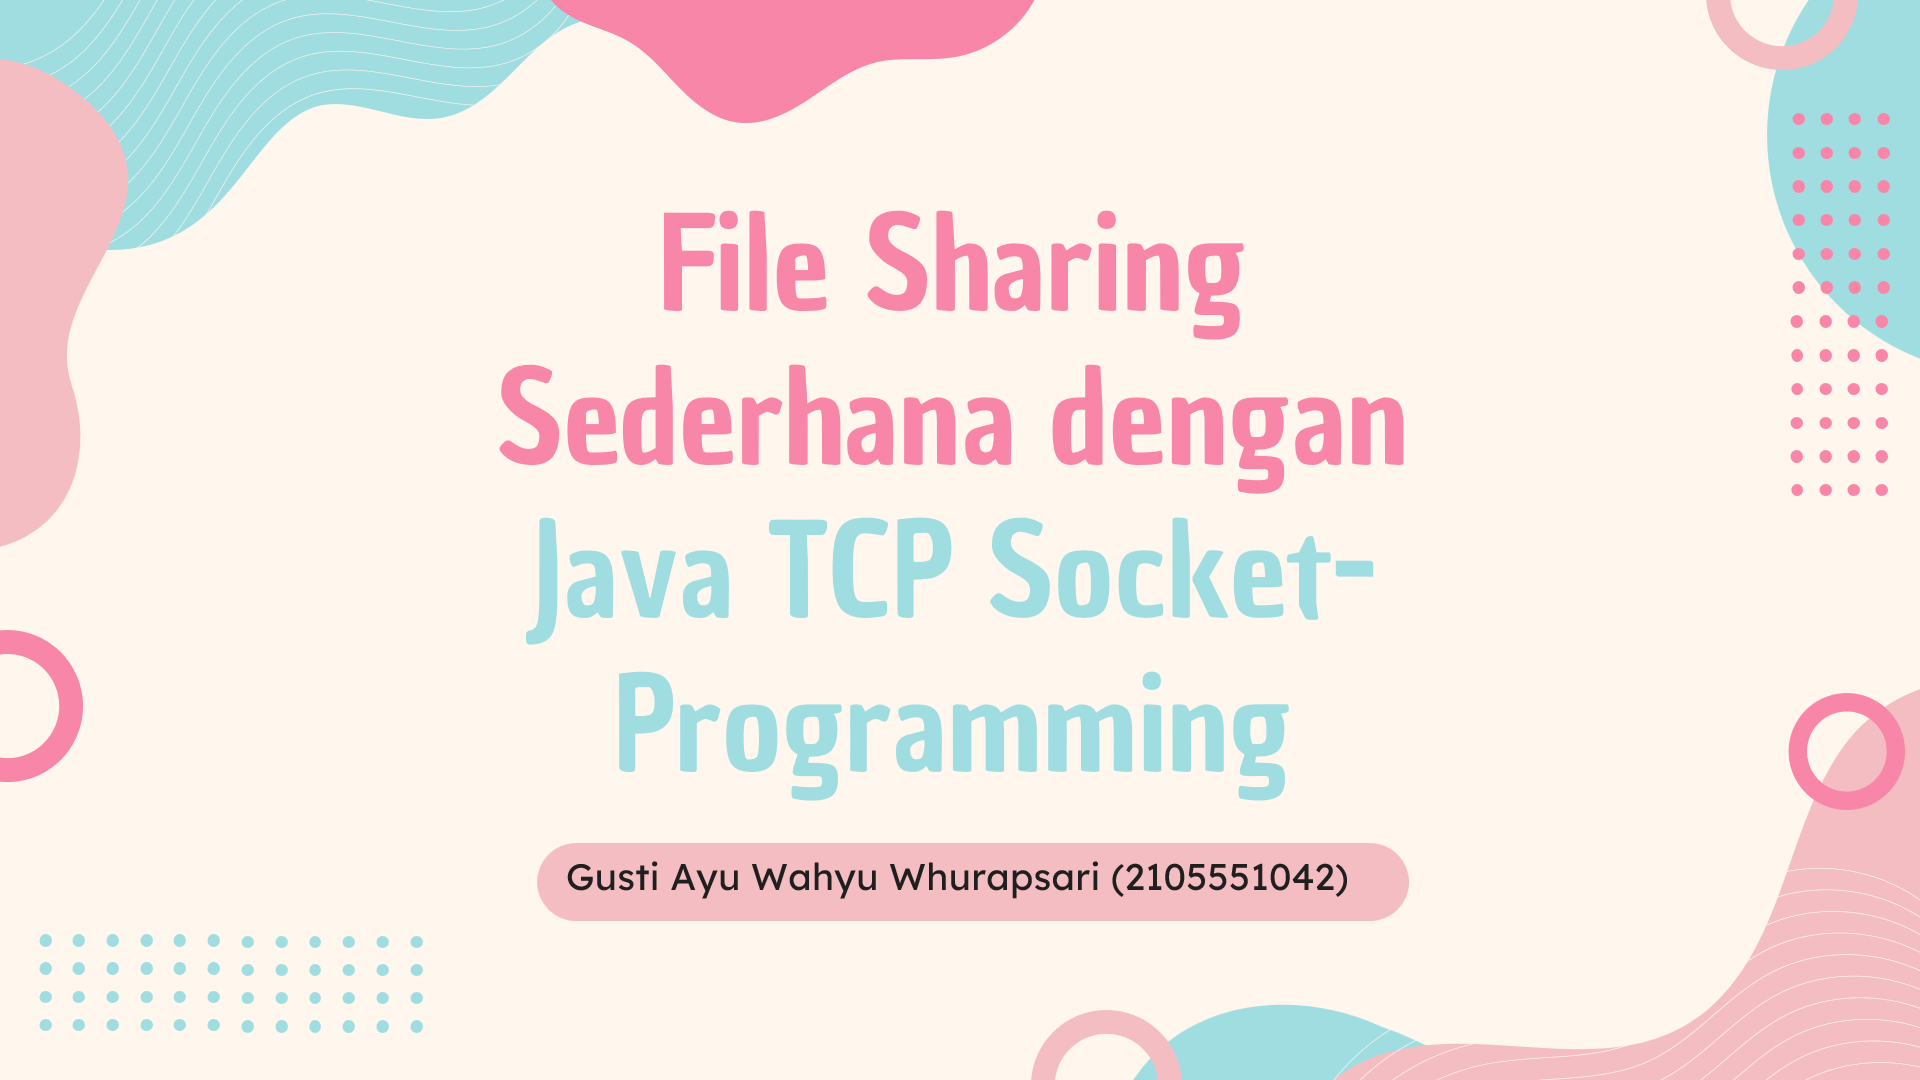 File Sharing
Sederhana dengan
Java TCP Socket-
Programming
Gusti Ayu Wahyu Whurapsari (2105551042)